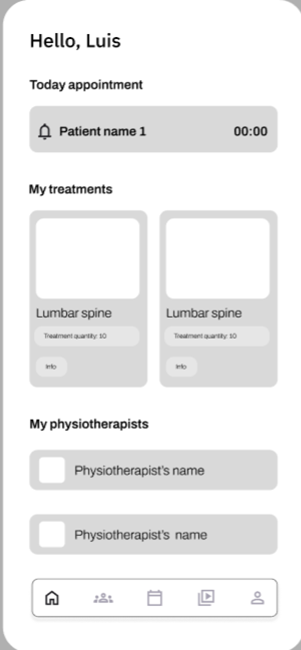 Hello, Luis
Today appointment
Patient name 1 00:00
My treatments
Lumbar spine Lumbar spine
Treatment quantity: 10 Treatment quantity: 10
Info Info
My physiotherapists
Physiotherapist's name
Physiotherapist's name